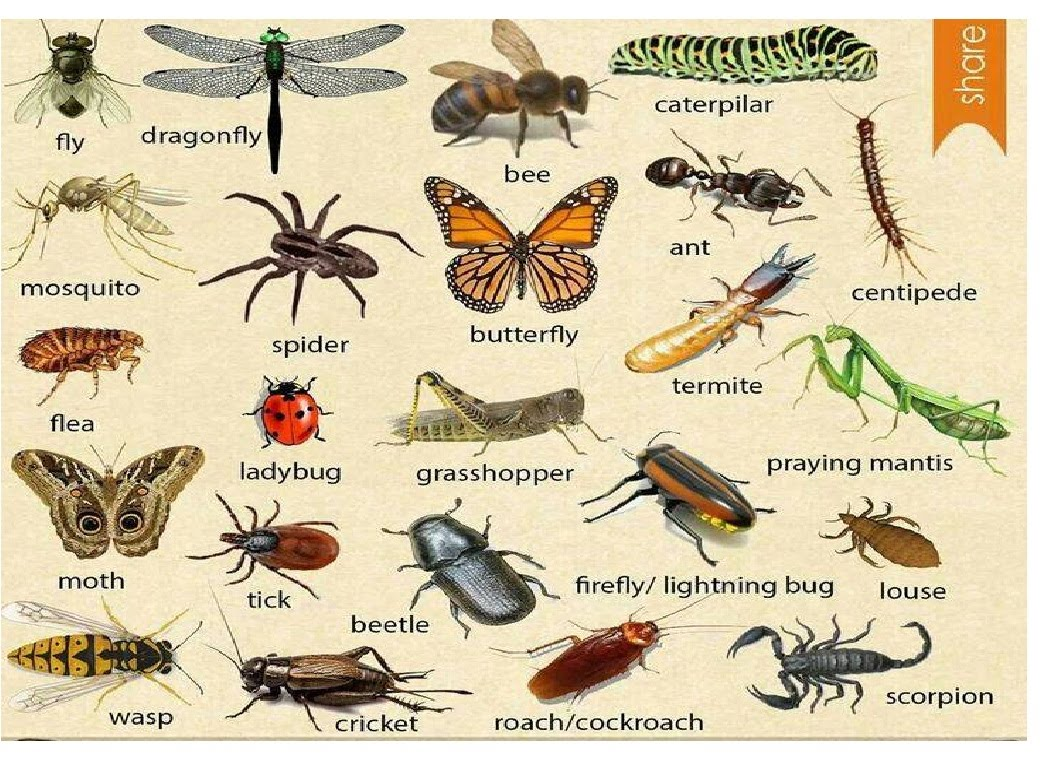 share
fly
dragonfly
bee
caterpilar
mosquito
spider
butterfly
ant
centipede
flea
ladybug
grasshopper
termite
praying mantis
moth
tick
beetle
firefly/ lightning bug
louse
wasp
cricket
roach/cockroach
scorpion